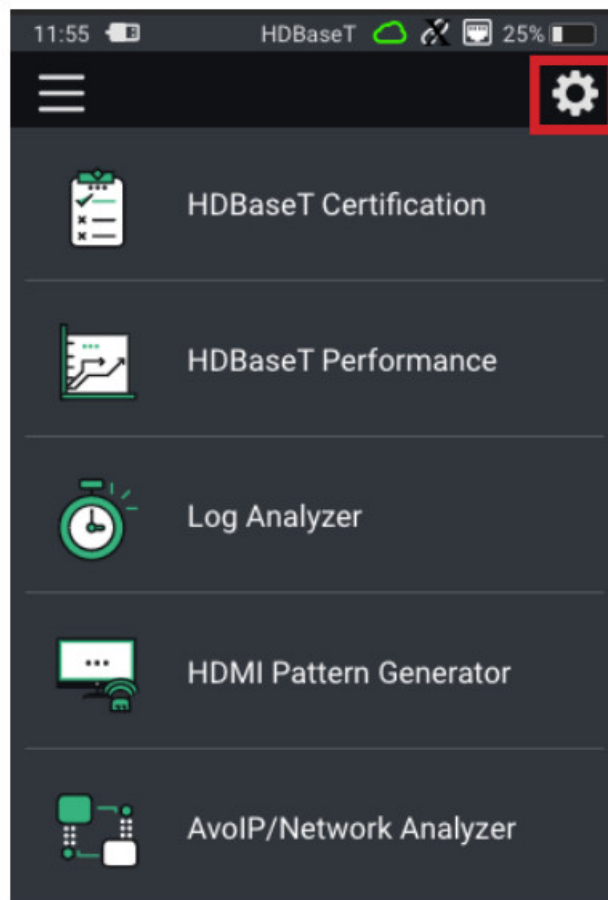 11:55 HDBaseT 25%
HDBaseT Certification
HDBaseT Performance
Log Analyzer
HDMI Pattern Generator
AvoIP/Network Analyzer